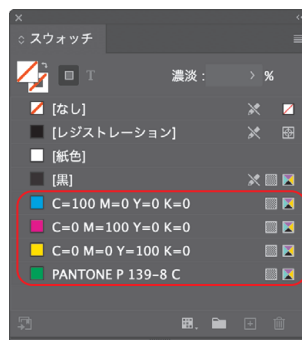 スウォッチ
T
濃淡 : %
[なし]
[レジストレーション]
[紙色]
[黒]
C=100 M=0 Y=0 K=0
C=0 M=100 Y=0 K=0
C=0 M=0 Y=100 K=0
PANTONE P 139-8 C